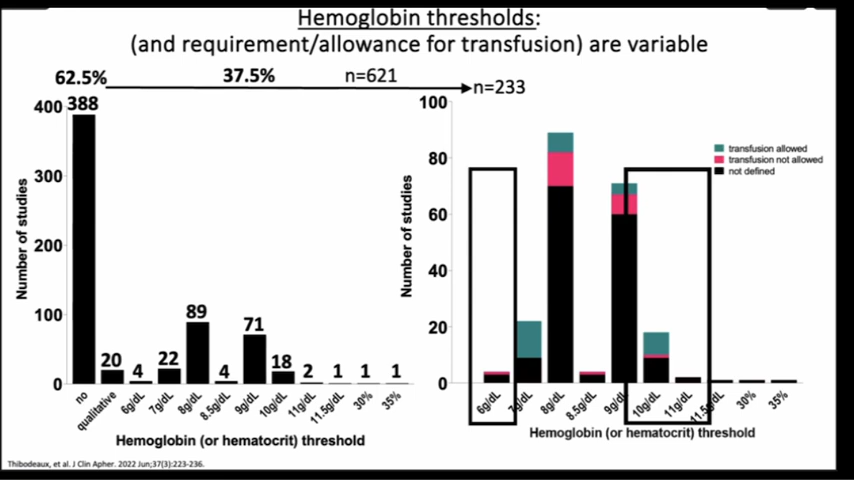 Hemoglobin thresholds:
(and requirement/allowance for transfusion) are variable
62.5%
37.5%
n=621
n=233
Number of studies
400
300
200
100
0
388
20
4
22
89
4
71
18
2
1
1
1
no
qualitative
6g/dL
7g/dL
8g/dL
8.5g/dL
9g/dL
10g/dL
11g/dL
11.5g/dL
30%
35%
Hemoglobin (or hematocrit) threshold
Number of studies
100
80
60
40
20
0
transfusion allowed
transfusion not allowed
not defined
6g/dL
7g/dL
8g/dL
8.5g/dL
9g/dL
10g/dL
11g/dL
11.5g/dL
30%
35%
Hemoglobin (or hematocrit) threshold
Thibodeaux, et al. J Clin Apher. 2022 Jun;37(3):223-236.